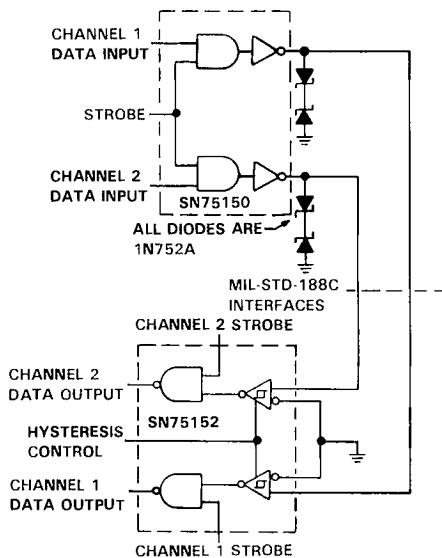 CHANNEL 1
DATA INPUT
STROBE
CHANNEL 2
DATA INPUT
SN75150
ALL DIODES ARE
1N752A
MIL-STD-188C
INTERFACES
CHANNEL 2 STROBE
CHANNEL 2
DATA OUTPUT
SN75152
HYSTERESIS
CONTROL
CHANNEL 1
DATA OUTPUT
CHANNEL 1 STROBE